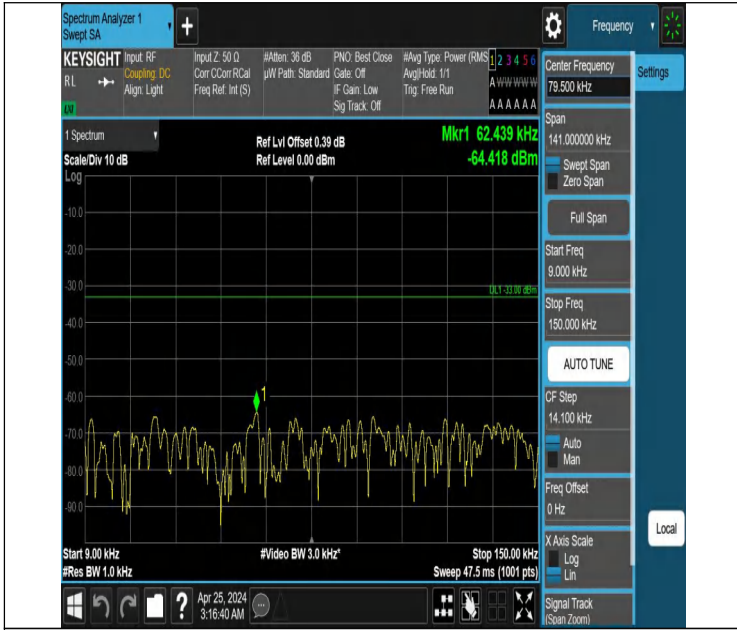 Spectrum Analyzer 1
Swept SA
+
Frequency
KEYSIGHT
RL
LXI
Input: RF
Coupling: DC
Align: Light
Input Z: 50 Ω
Corr CCorr RCal
Freq Ref: Int (S)
#Atten: 36 dB
µW Path: Standard
PNO: Best Close
Gate: Off
IF Gain: Low
Sig Track: Off
#Avg Type: Power (RMS
Avg|Hold: 1/1
Trig: Free Run
1 2 3 4 5 6
A W W W W W
A A A A A A
1 Spectrum
Scale/Div 10 dB
Log
Ref Lvl Offset 0.39 dB
Ref Level 0.00 dBm
Mkr1 62.439 kHz
-64.418 dBm
-10.0
-20.0
-30.0
DL1 -33.00 dBm
-40.0
-50.0
-60.0
1
-70.0
-80.0
-90.0
Start 9.00 kHz
#Res BW 1.0 kHz
#Video BW 3.0 kHz*
Stop 150.00 kHz
Sweep 47.5 ms (1001 pts)
?
Apr 25, 2024
3:16:40 AM
Center Frequency
79.500 kHz
Settings
Span
141.000000 kHz
Swept Span
Zero Span
Full Span
Start Freq
9.000 kHz
Stop Freq
150.000 kHz
AUTO TUNE
CF Step
14.100 kHz
Auto
Man
Freq Offset
0 Hz
X Axis Scale
Log
Lin
Local
Signal Track
(Span Zoom)